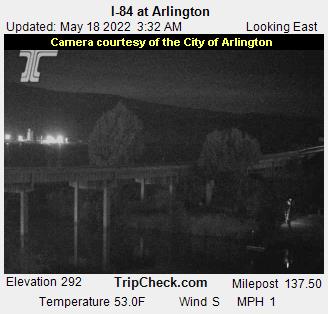 I-84 at Arlington
Updated: May 18 2022 3:32 AM Looking East
Camera courtesy of the City of Arlington
Elevation 292 TripCheck.com Milepost 137.50
Temperature 53.0F Wind S MPH 1